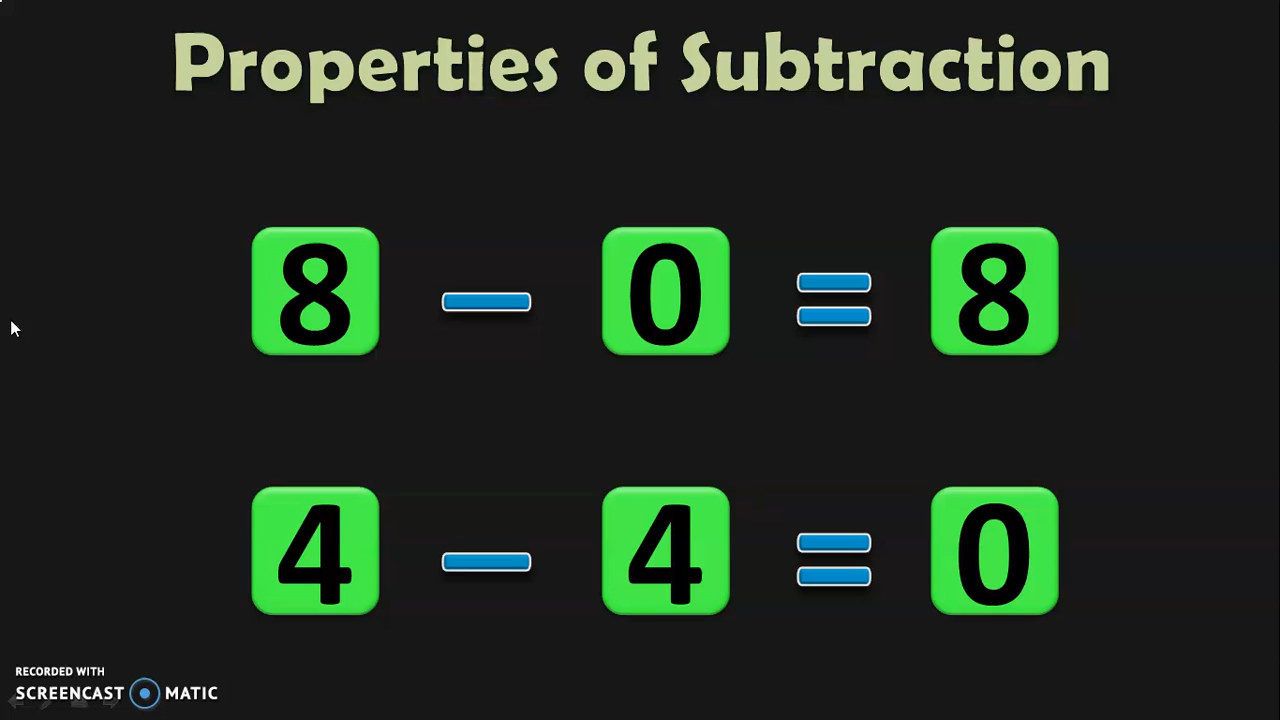 Properties of Subtraction
8 − 0 = 8
4 − 4 = 0
RECORDED WITH
SCREENCAST MATIC